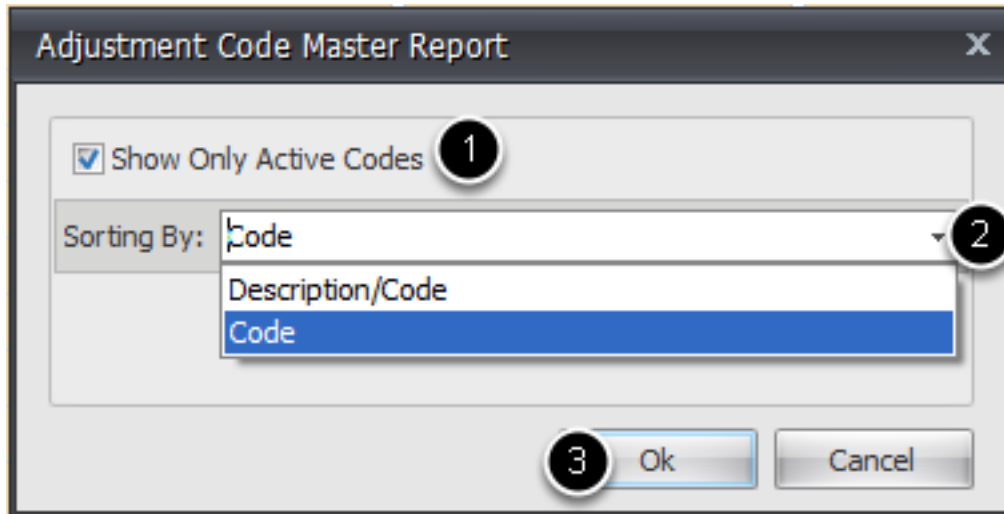 Adjustment Code Master Report x
Show Only Active Codes 1
Sorting By: Code 2
Description/Code
Code
3 Ok Cancel